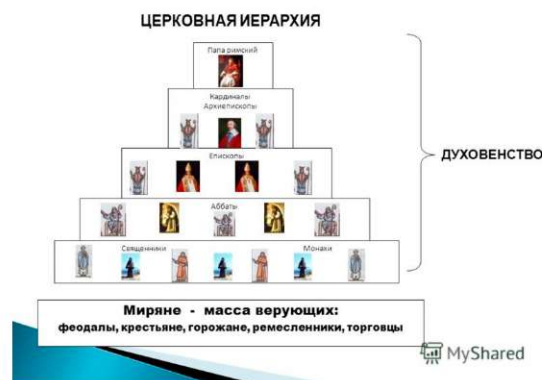 ЦЕРКОВНАЯ ИЕРАРХИЯ
Папа римский
Кардиналы
Архиепископы
Епископы
Аббаты
Священники
Монахи
ДУХОВЕНСТВО
Миряне - масса верующих:
феодалы, крестьяне, горожане, ремесленники, торговцы
MyShared